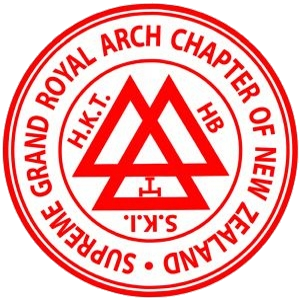 SUPREME GRAND ROYAL ARCH CHAPTER OF NEW ZEALAND •
H.K.T.
HB
S.K.I.